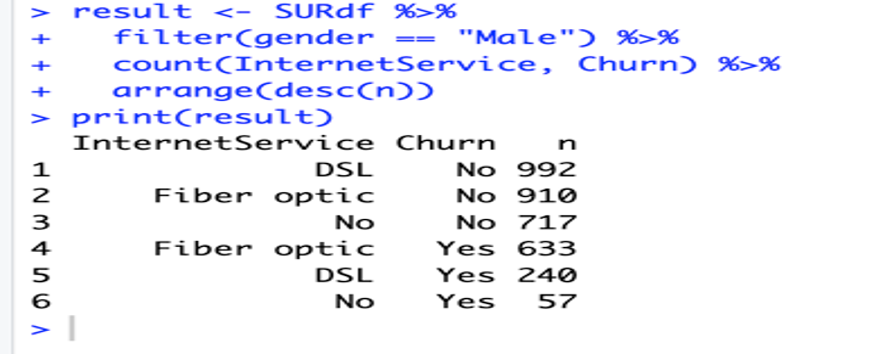 > result <- SURdf %>%
+   filter(gender == "Male") %>%
+   count(InternetService, Churn) %>%
+   arrange(desc(n))
> print(result)
  InternetService Churn   n
1             DSL    No 992
2     Fiber optic    No 910
3              No    No 717
4     Fiber optic   Yes 633
5             DSL   Yes 240
6              No   Yes  57
>